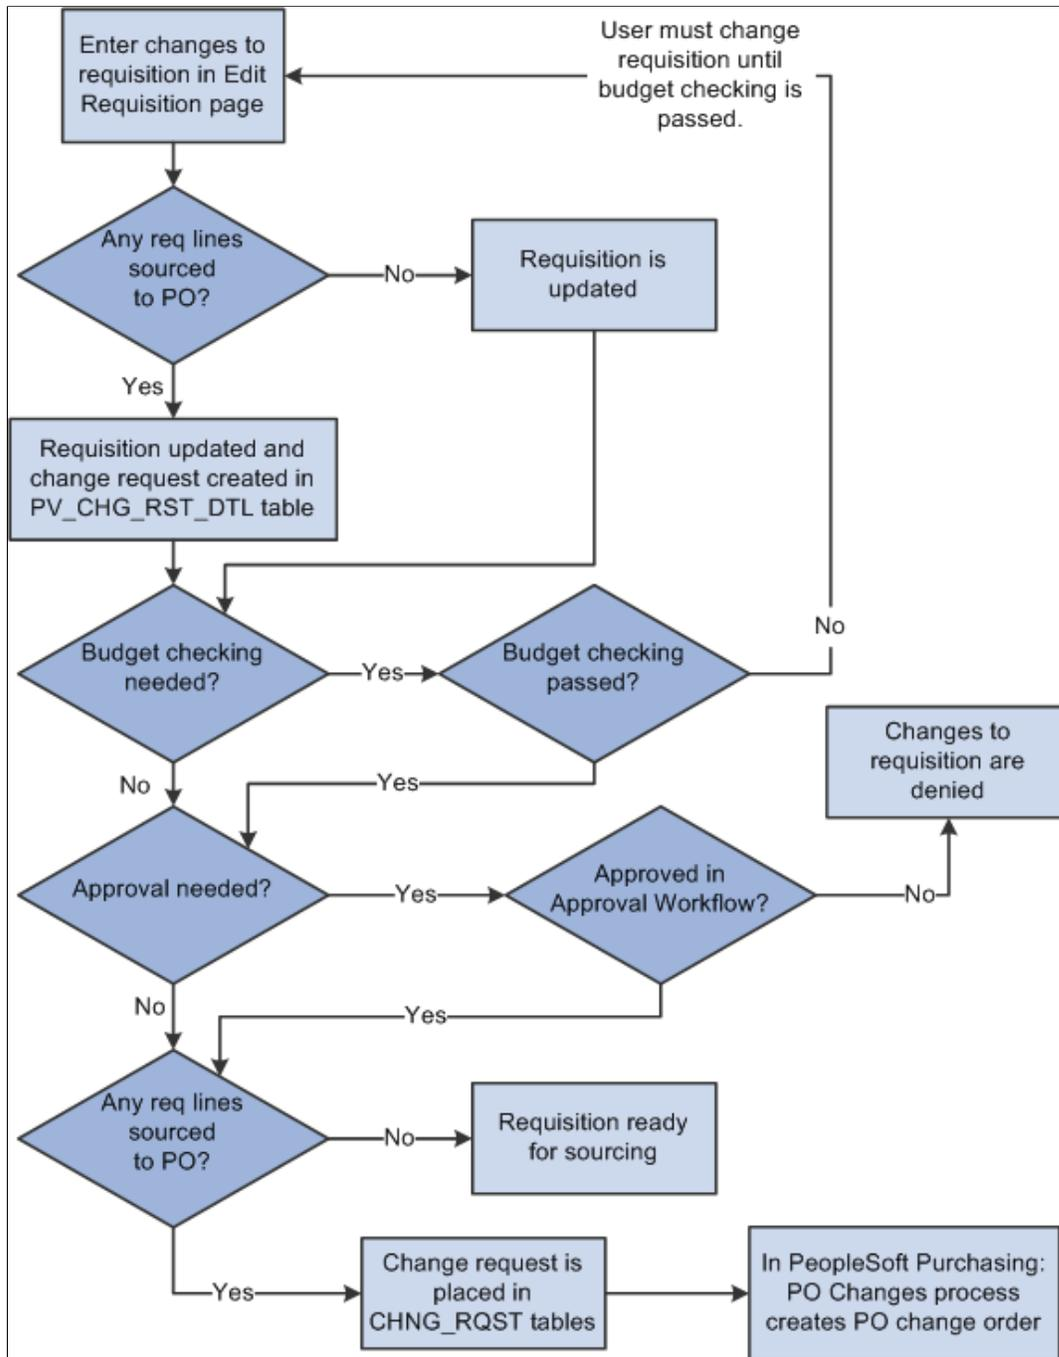 Enter changes to
requisition in Edit
Requisition page
User must change
requisition until
budget checking is
passed.
Any req lines
sourced
to PO?
No
Requisition is
updated
Yes
Requisition updated and
change request created in
PV_CHG_RST_DTL table
Budget checking
needed?
Yes
Budget checking
passed?
No
No
Yes
Changes to
requisition are
denied
Approval needed?
Yes
Approved in
Approval Workflow?
No
No
Yes
Any req lines
sourced
to PO?
No
Requisition ready
for sourcing
Yes
Change request is
placed in
CHNG_RQST tables
In PeopleSoft Purchasing:
PO Changes process
creates PO change order